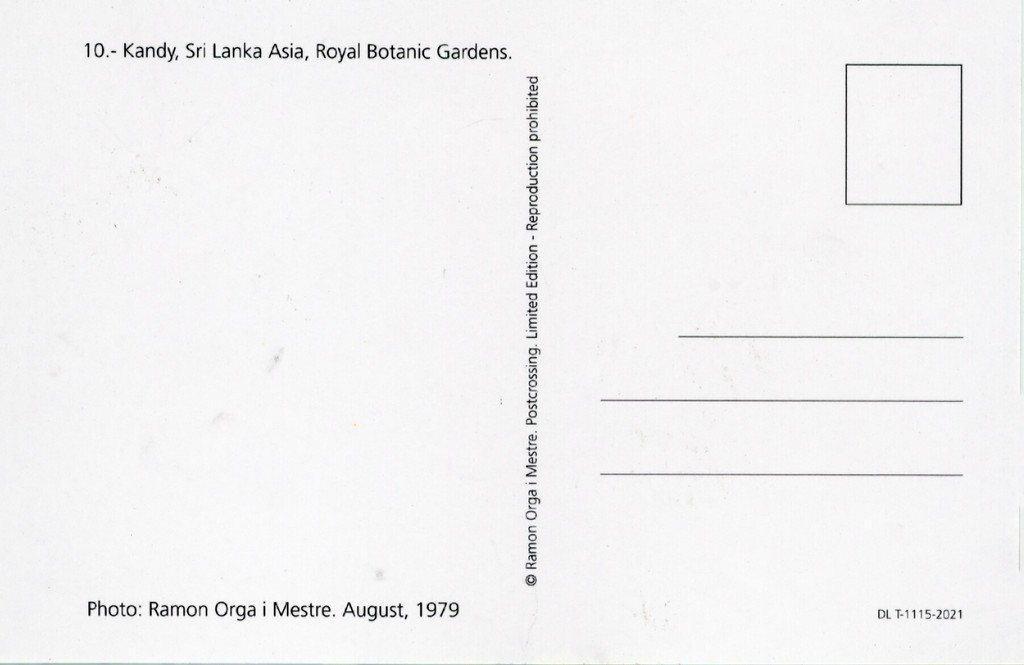 10.- Kandy, Sri Lanka Asia, Royal Botanic Gardens.
© Ramon Orga i Mestre. Postcrossing. Limited Edition - Reproduction prohibited
Photo: Ramon Orga i Mestre. August, 1979
DL T-1115-2021